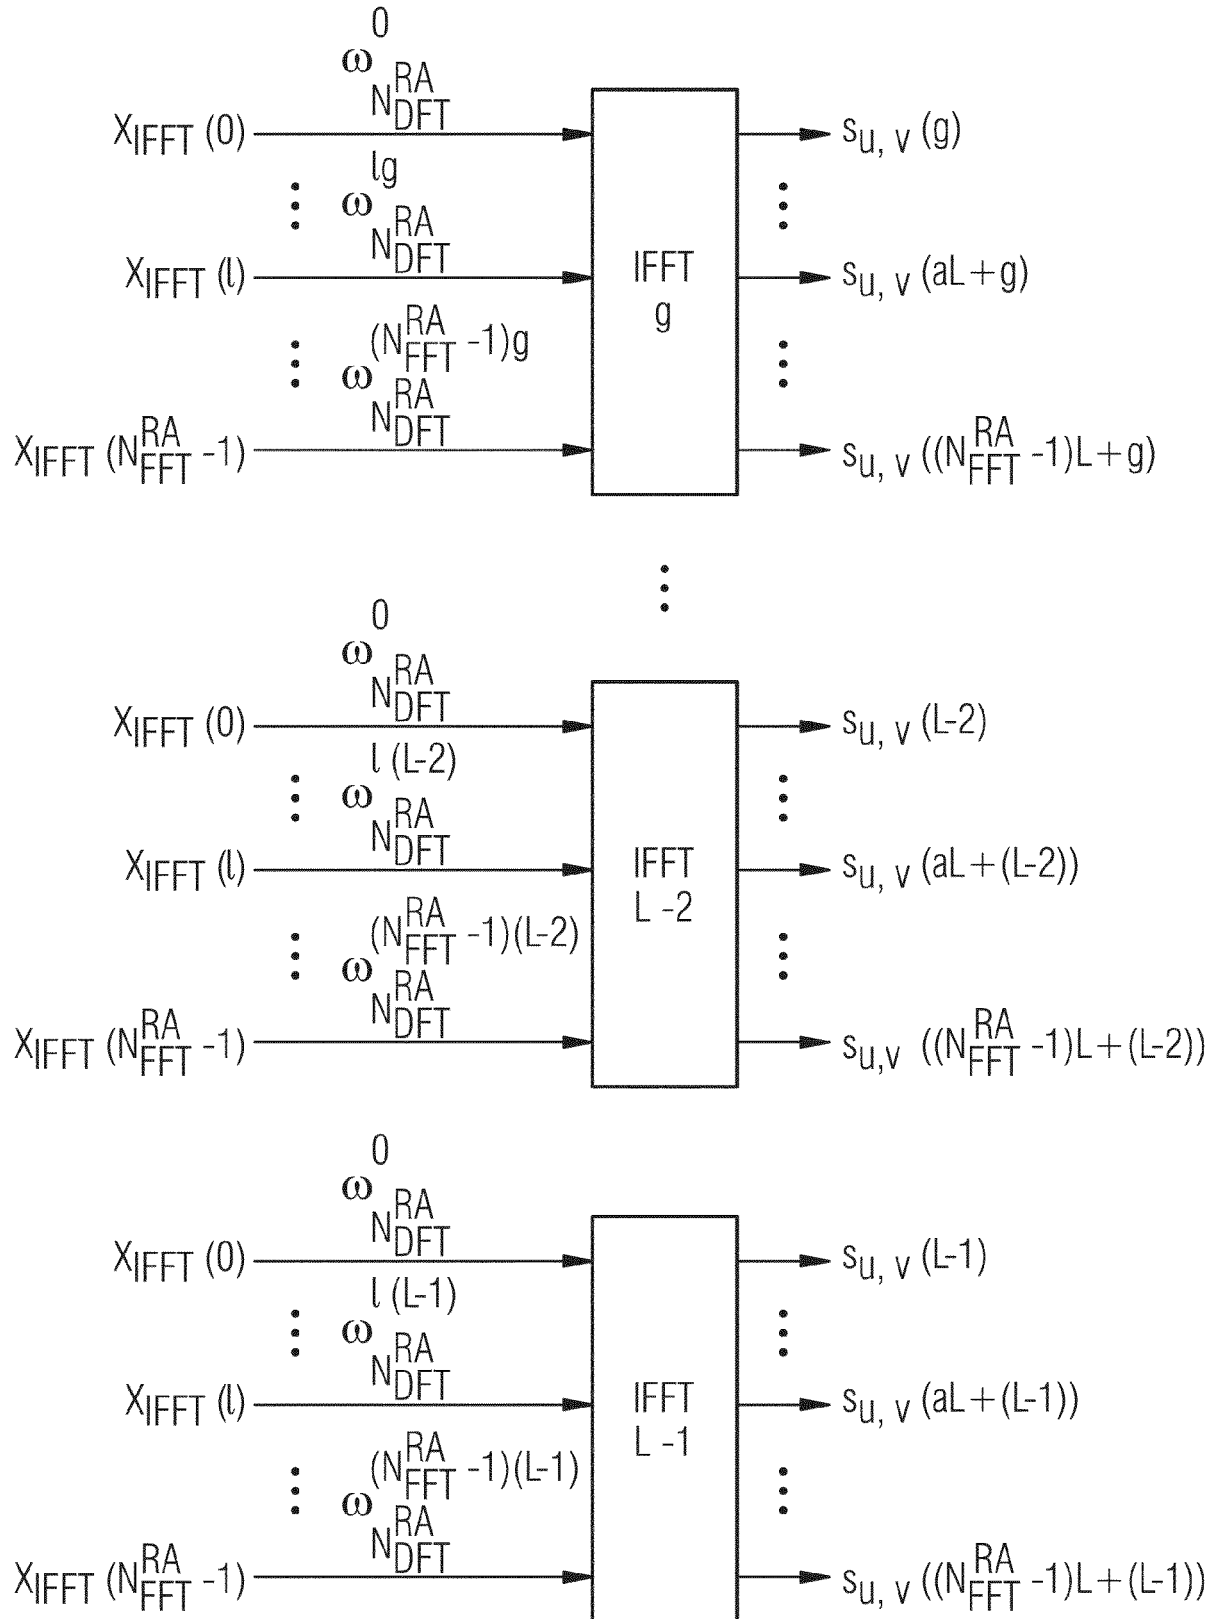 0
ω
N^RA_DFT
X_IFFT (0)
s_u, v (g)
lg
ω
N^RA_DFT
X_IFFT (l)
IFFT
g
s_u, v (aL+g)
(N^RA_FFT -1)g
ω
N^RA_DFT
X_IFFT (N^RA_FFT -1)
s_u, v ((N^RA_FFT -1)L+g)
0
ω
N^RA_DFT
X_IFFT (0)
s_u, v (L-2)
l (L-2)
ω
N^RA_DFT
X_IFFT (l)
IFFT
L -2
s_u, v (aL+(L-2))
(N^RA_FFT -1)(L-2)
ω
N^RA_DFT
X_IFFT (N^RA_FFT -1)
s_u,v ((N^RA_FFT -1)L+(L-2))
0
ω
N^RA_DFT
X_IFFT (0)
s_u, v (L-1)
l (L-1)
ω
N^RA_DFT
X_IFFT (l)
IFFT
L -1
s_u, v (aL+(L-1))
(N^RA_FFT -1)(L-1)
ω
N^RA_DFT
X_IFFT (N^RA_FFT -1)
s_u, v ((N^RA_FFT -1)L+(L-1))